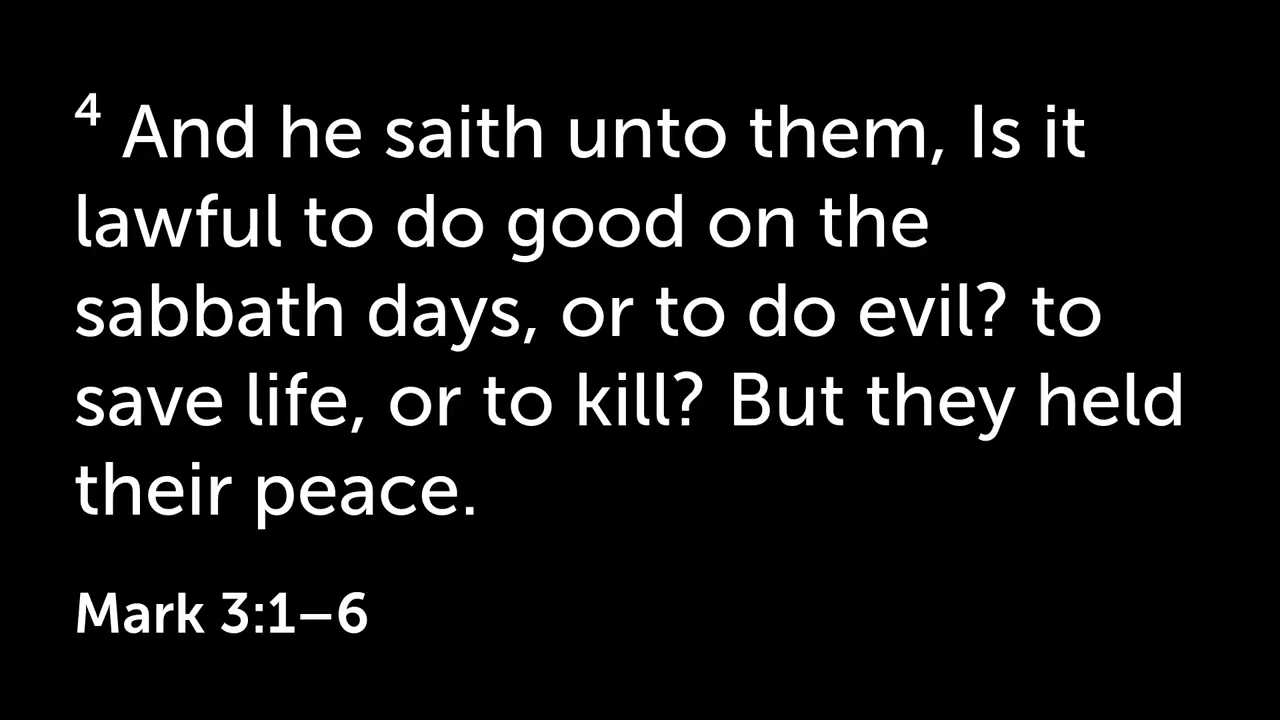 4 And he saith unto them, Is it
lawful to do good on the
sabbath days, or to do evil? to
save life, or to kill? But they held
their peace.
Mark 3:1–6